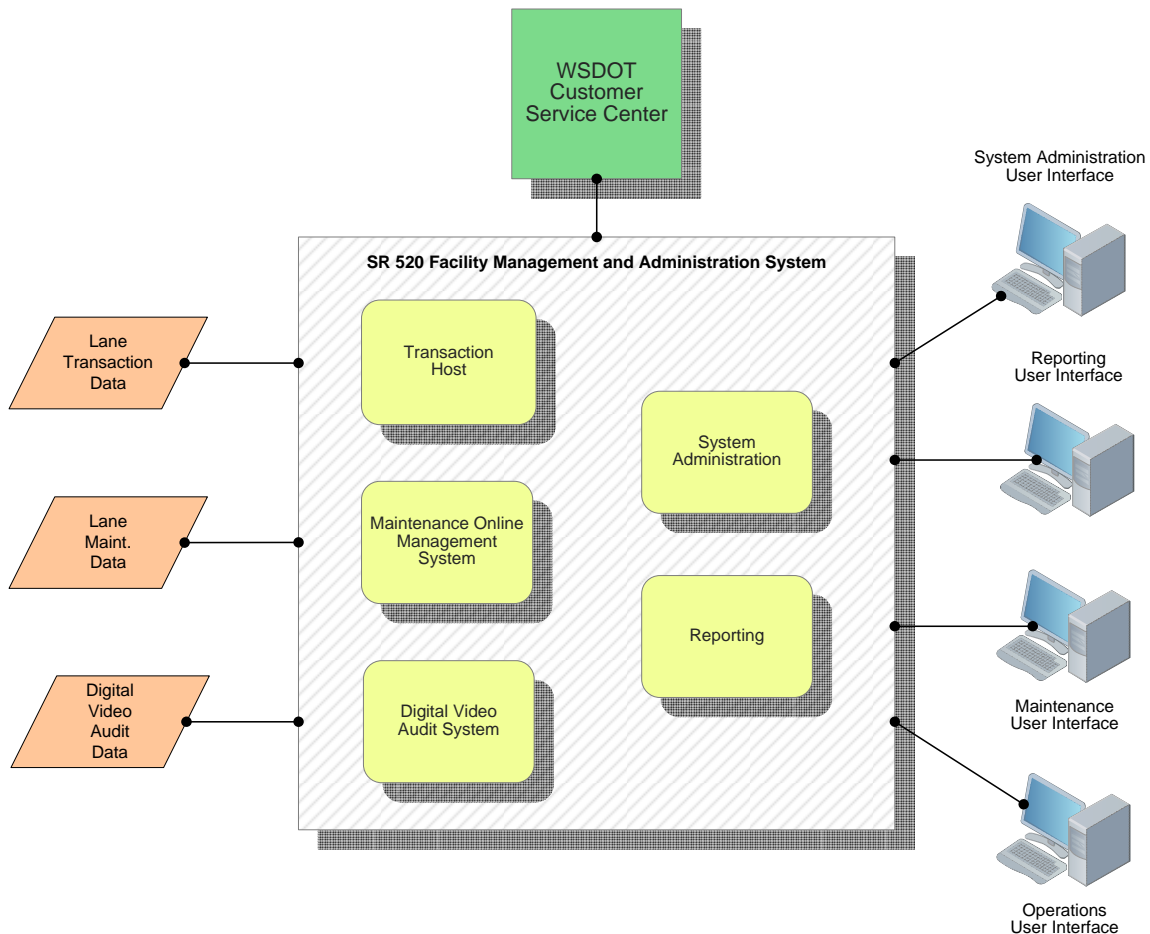 WSDOT
Customer
Service Center
System Administration
User Interface
SR 520 Facility Management and Administration System
Lane
Transaction
Data
Transaction
Host
Reporting
User Interface
System
Administration
Lane
Maint.
Data
Maintenance Online
Management
System
Reporting
Digital
Video
Audit
Data
Digital Video
Audit System
Maintenance
User Interface
Operations
User Interface